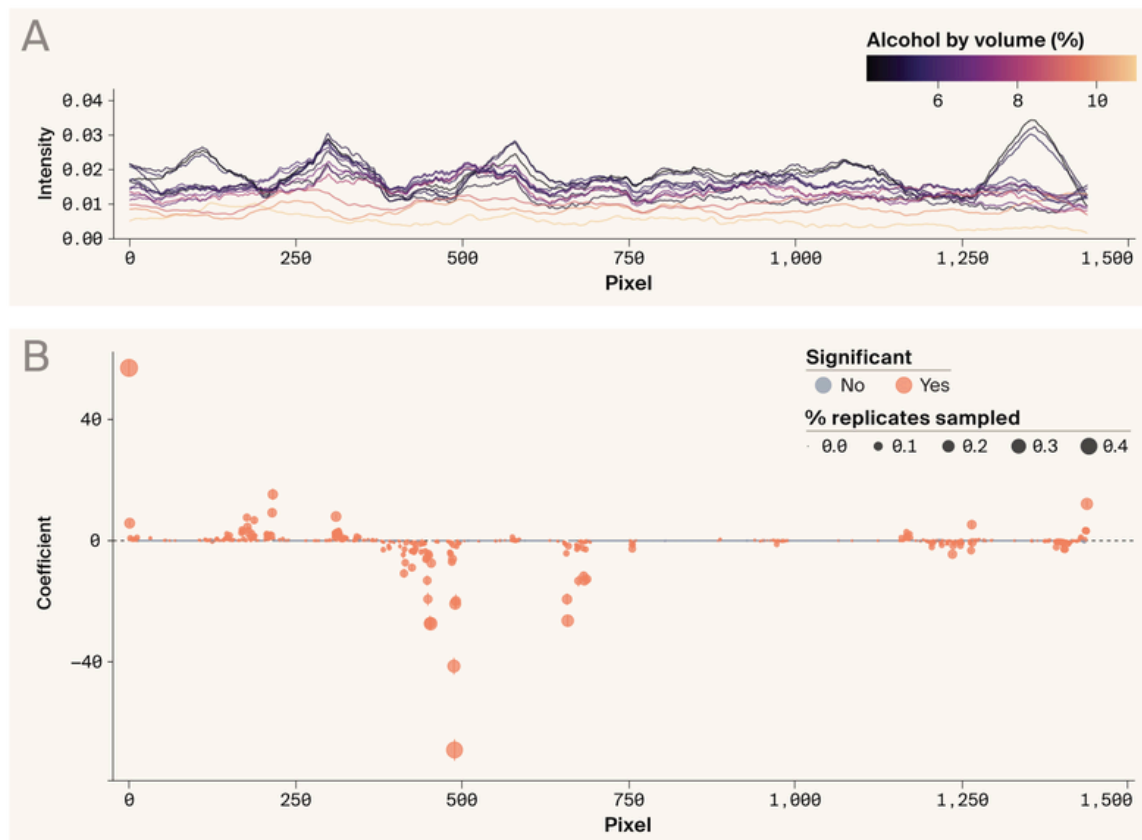 A
Alcohol by volume (%)
6 8 10
Intensity
0.04
0.03
0.02
0.01
0.00
0 250 500 750 1,000 1,250 1,500
Pixel
B
Significant
No Yes
% replicates sampled
0.0 0.1 0.2 0.3 0.4
Coefficient
40
0
−40
0 250 500 750 1,000 1,250 1,500
Pixel